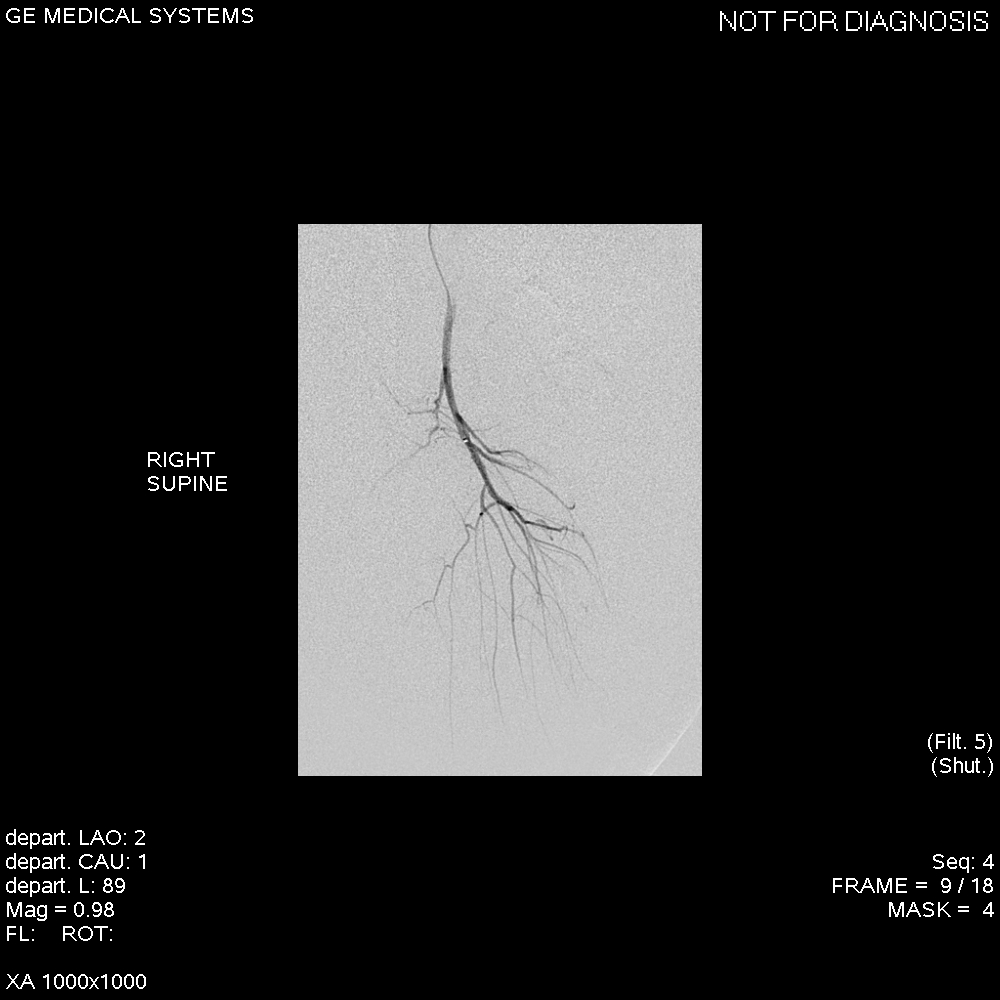 GE MEDICAL SYSTEMS
NOT FOR DIAGNOSIS
RIGHT
SUPINE
(Filt. 5)
(Shut.)
depart. LAO: 2
depart. CAU: 1
depart. L: 89
Mag = 0.98
FL: ROT:
XA 1000x1000
Seq: 4
FRAME = 9 / 18
MASK = 4